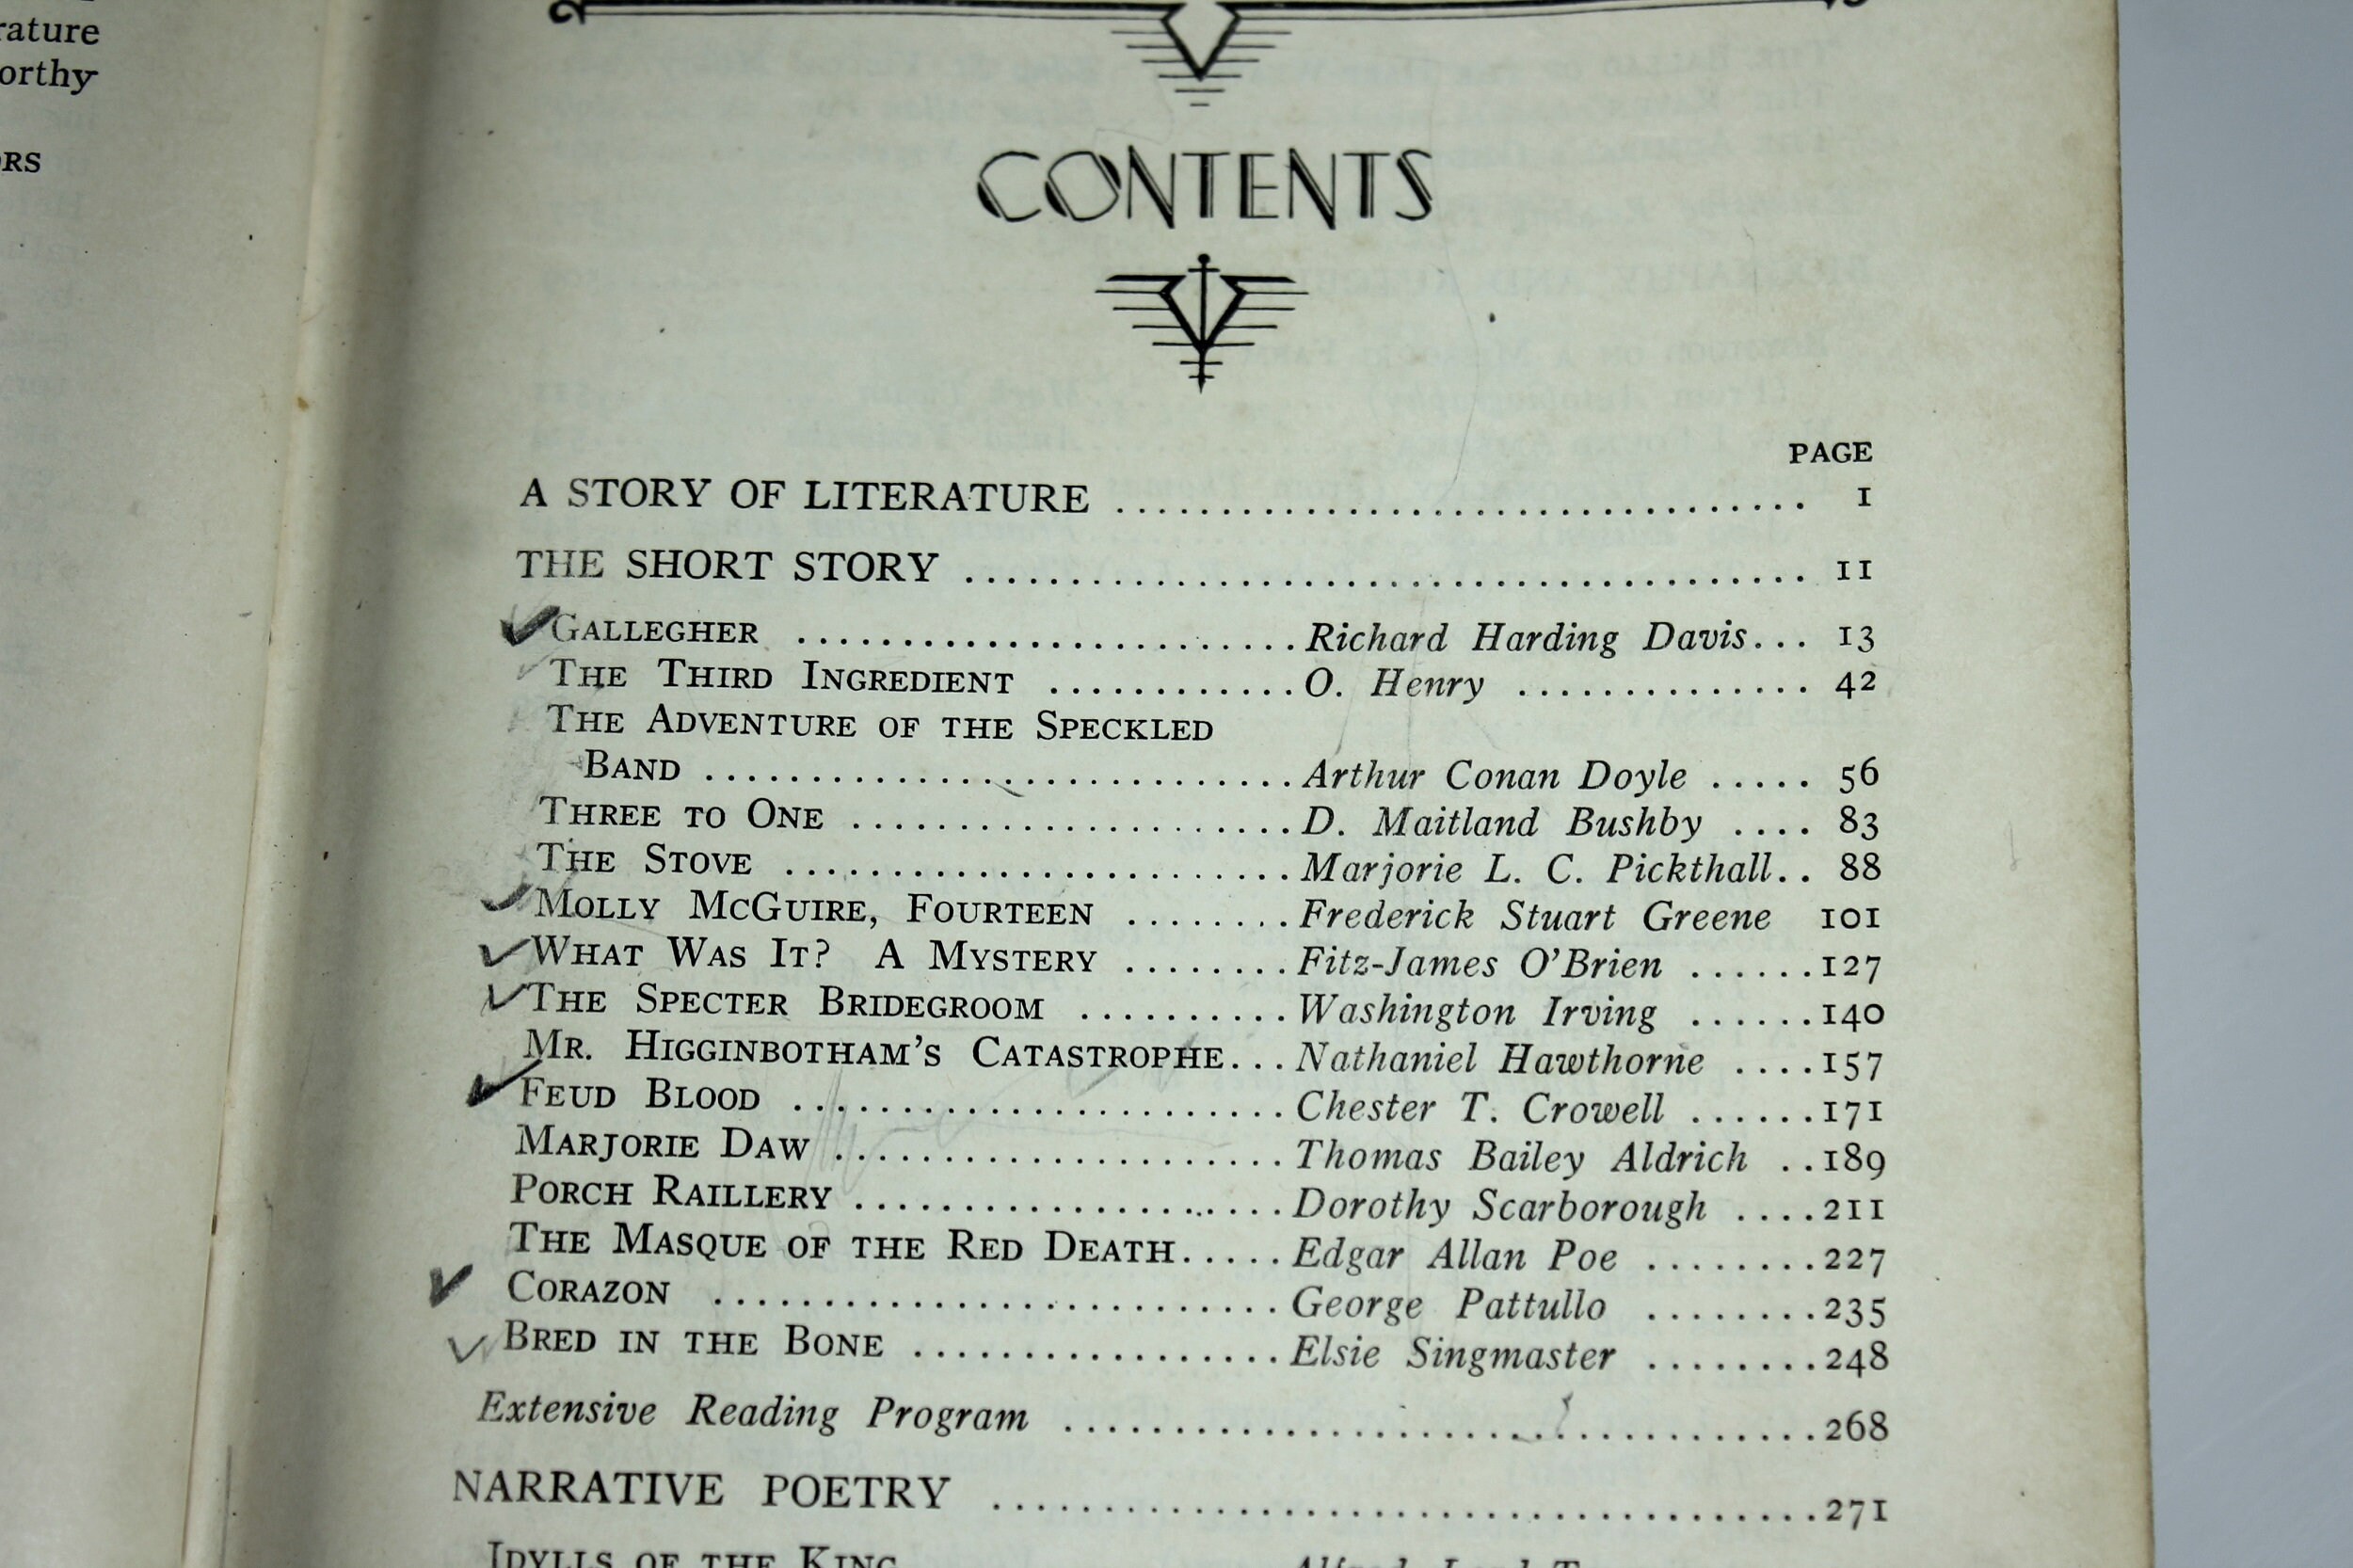 rature
orthy
ORS
CONTENTS
PAGE
A STORY OF LITERATURE ........................................ 1
THE SHORT STORY ........................................ 11
GALLEGHER ........................ Richard Harding Davis... 13
THE THIRD INGREDIENT ............ O. Henry .............. 42
THE ADVENTURE OF THE SPECKLED
BAND ............................ Arthur Conan Doyle ..... 56
THREE TO ONE ..................... D. Maitland Bushby .... 83
THE STOVE ........................ Marjorie L. C. Pickthall.. 88
MOLLY MCGUIRE, FOURTEEN ........ Frederick Stuart Greene 101
WHAT WAS IT? A MYSTERY ........ Fitz-James O'Brien ......127
THE SPECTER BRIDEGROOM .......... Washington Irving ......140
MR. HIGGINBOTHAM'S CATASTROPHE... Nathaniel Hawthorne ....157
FEUD BLOOD ........................ Chester T. Crowell ......171
MARJORIE DAW ...................... Thomas Bailey Aldrich ..189
PORCH RAILLERY ..................... Dorothy Scarborough ....211
THE MASQUE OF THE RED DEATH..... Edgar Allan Poe ........227
CORAZON ........................... George Pattullo ........235
BRED IN THE BONE .................. Elsie Singmaster ........248
Extensive Reading Program ....................................268
NARRATIVE POETRY .......................................271
IDYLLS OF THE KING